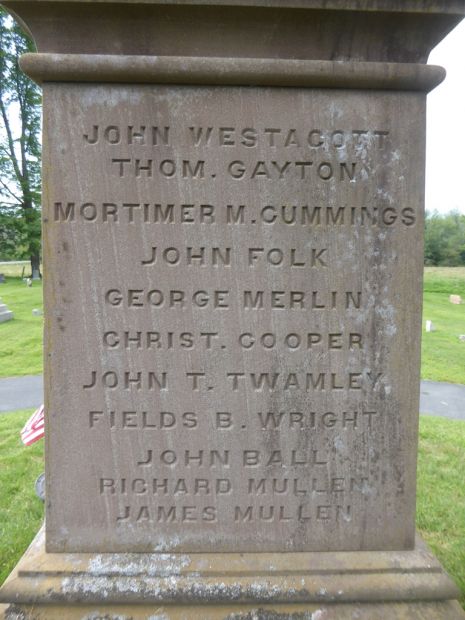 JOHN WESTACOTT
THOM. GAYTON
MORTIMER M. CUMMINGS
JOHN FOLK
GEORGE MERLIN
CHRIST. COOPER
JOHN T. TWAMLEY
FIELDS B. WRIGHT
JOHN BALL
RICHARD MULLEN
JAMES MULLEN